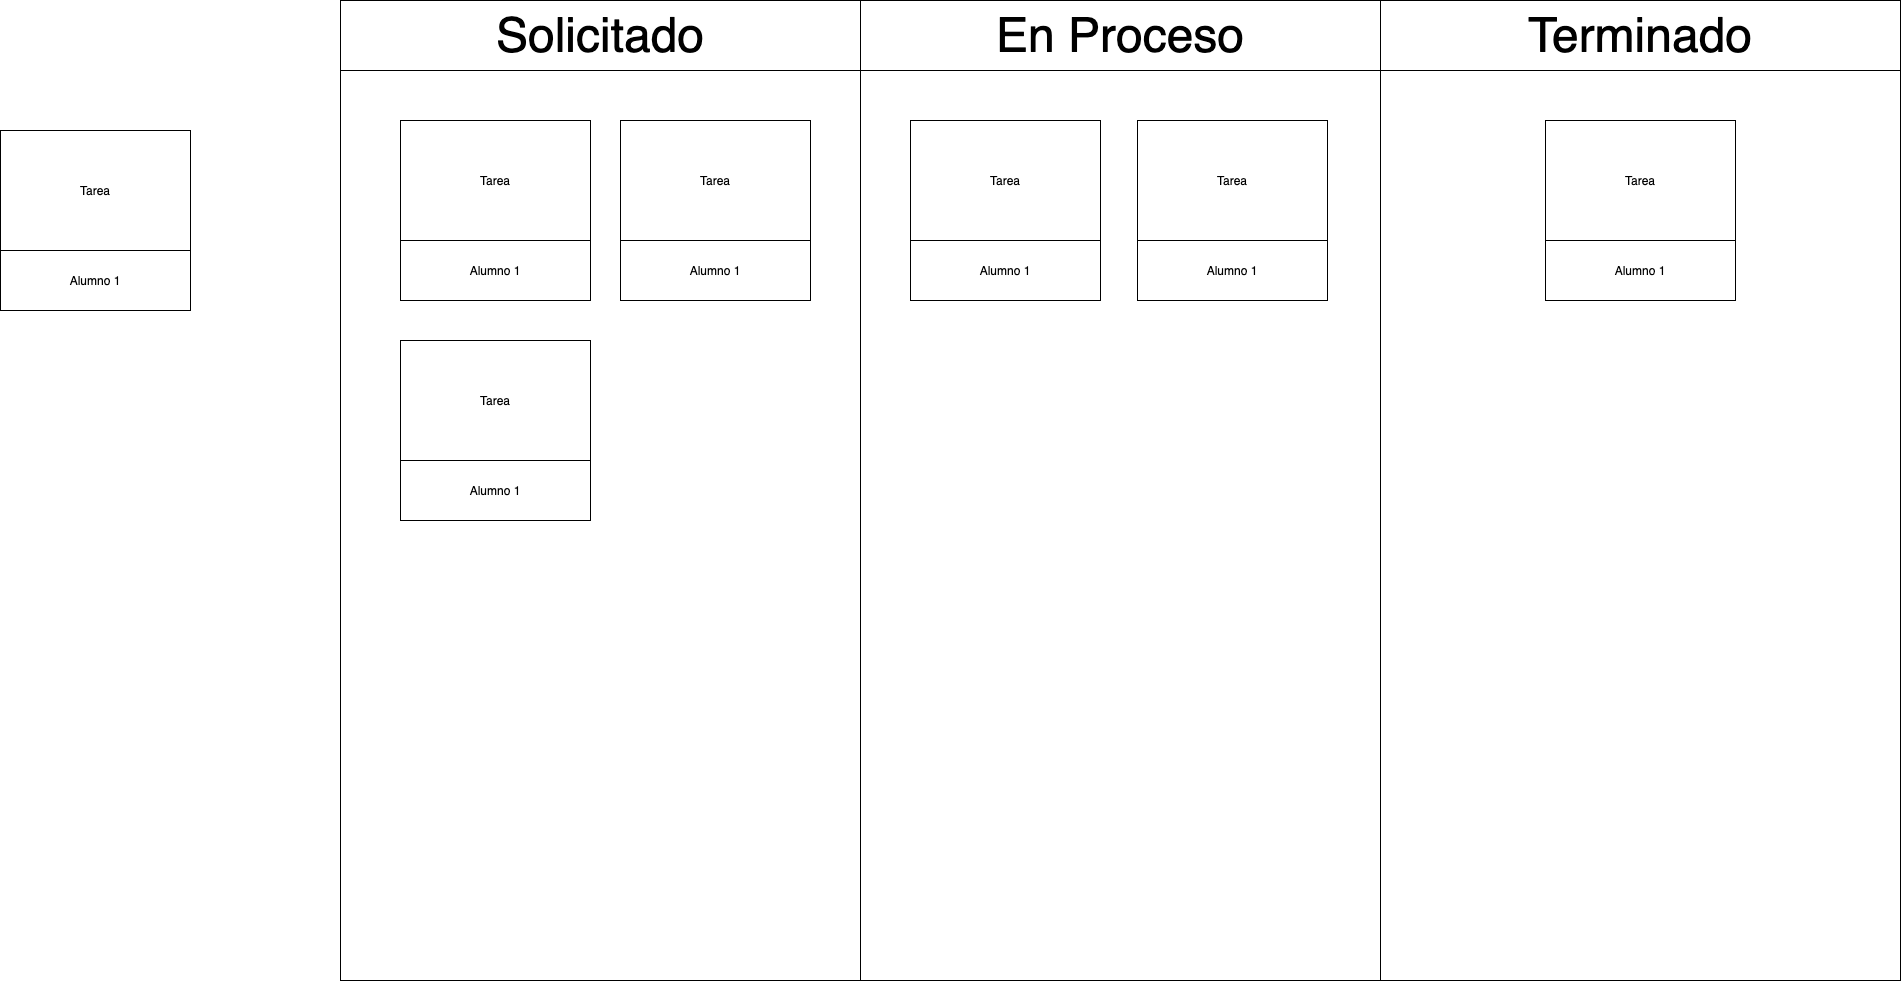 Solicitado
En Proceso
Terminado
Tarea
Alumno 1
Tarea
Alumno 1
Tarea
Alumno 1
Tarea
Alumno 1
Tarea
Alumno 1
Tarea
Alumno 1
Tarea
Alumno 1